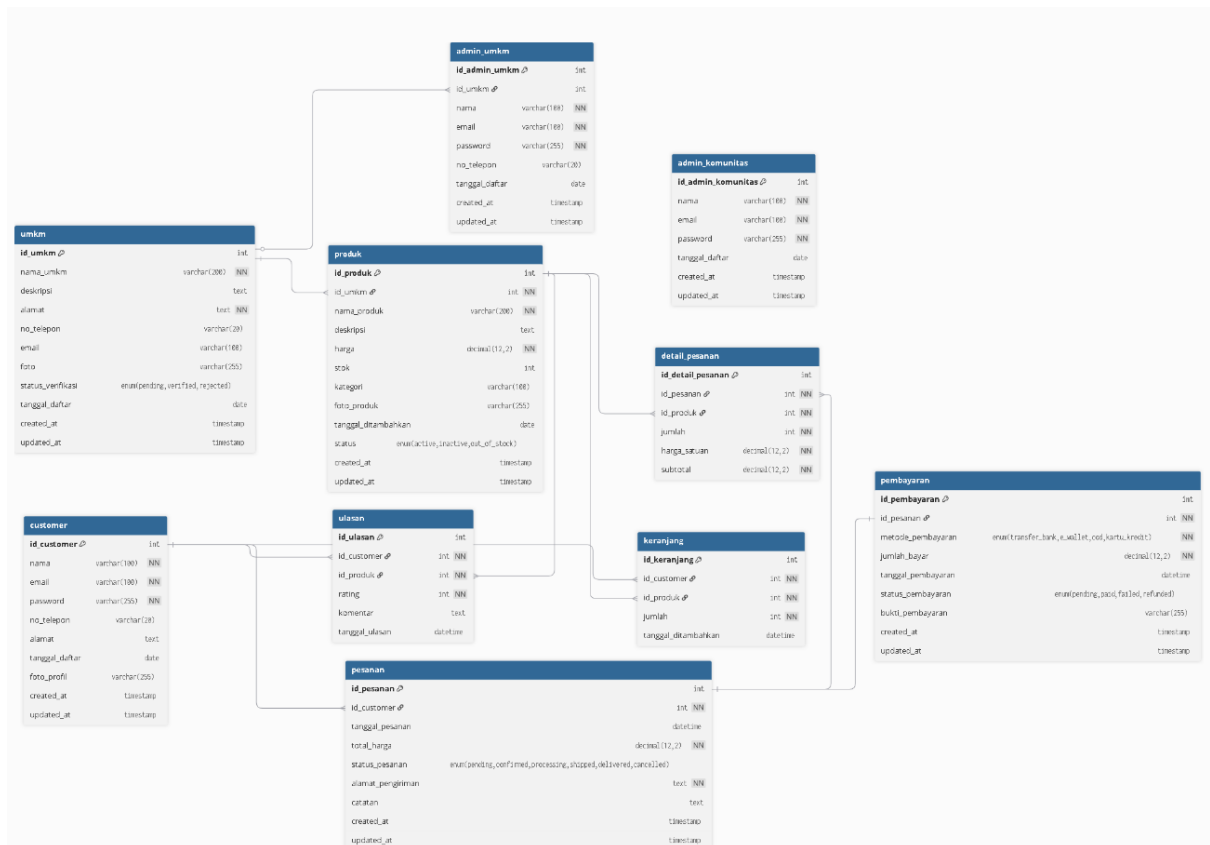 admin_umkm
id_admin_umkm int
id_umkm int
nama varchar(100) NN
email varchar(100) NN
password varchar(255) NN
no_telepon varchar(20)
tanggal_daftar date
created_at timestamp
updated_at timestamp
admin_komunitas
id_admin_komunitas int
nama varchar(100) NN
email varchar(100) NN
password varchar(255) NN
tanggal_daftar date
created_at timestamp
updated_at timestamp
umkm
id_umkm int
nama_umkm varchar(200) NN
deskripsi text
alamat text NN
no_telepon varchar(20)
email varchar(100)
foto varchar(255)
status_verifikasi enum(pending,verified,rejected)
tanggal_daftar date
created_at timestamp
updated_at timestamp
produk
id_produk int
id_umkm int NN
nama_produk varchar(200) NN
deskripsi text
harga decimal(12,2) NN
stok int
kategori varchar(100)
foto_produk varchar(255)
tanggal_ditambahkan date
status enum(active,inactive,out_of_stock)
created_at timestamp
updated_at timestamp
detail_pesanan
id_detail_pesanan int
id_pesanan int NN
id_produk int NN
jumlah int NN
harga_satuan decimal(12,2) NN
subtotal decimal(12,2) NN
pembayaran
id_pembayaran int
id_pesanan int NN
metode_pembayaran enum(transfer_bank,e_wallet,cod,kartu_kredit) NN
jumlah_bayar decimal(12,2) NN
tanggal_pembayaran datetime
status_pembayaran enum(pending,paid,failed,refunded)
bukti_pembayaran varchar(255)
created_at timestamp
updated_at timestamp
customer
id_customer int
nama varchar(100) NN
email varchar(100) NN
password varchar(255) NN
no_telepon varchar(20)
alamat text
tanggal_daftar date
foto_profil varchar(255)
created_at timestamp
updated_at timestamp
ulasan
id_ulasan int
id_customer int NN
id_produk int NN
rating int NN
komentar text
tanggal_ulasan datetime
keranjang
id_keranjang int
id_customer int NN
id_produk int NN
jumlah int NN
tanggal_ditambahkan datetime
pesanan
id_pesanan int
id_customer int NN
tanggal_pesanan datetime
total_harga decimal(12,2) NN
status_pesanan enum(pending,confirmed,processing,shipped,delivered,cancelled)
alamat_pengiriman text NN
catatan text
created_at timestamp
updated_at timestamp